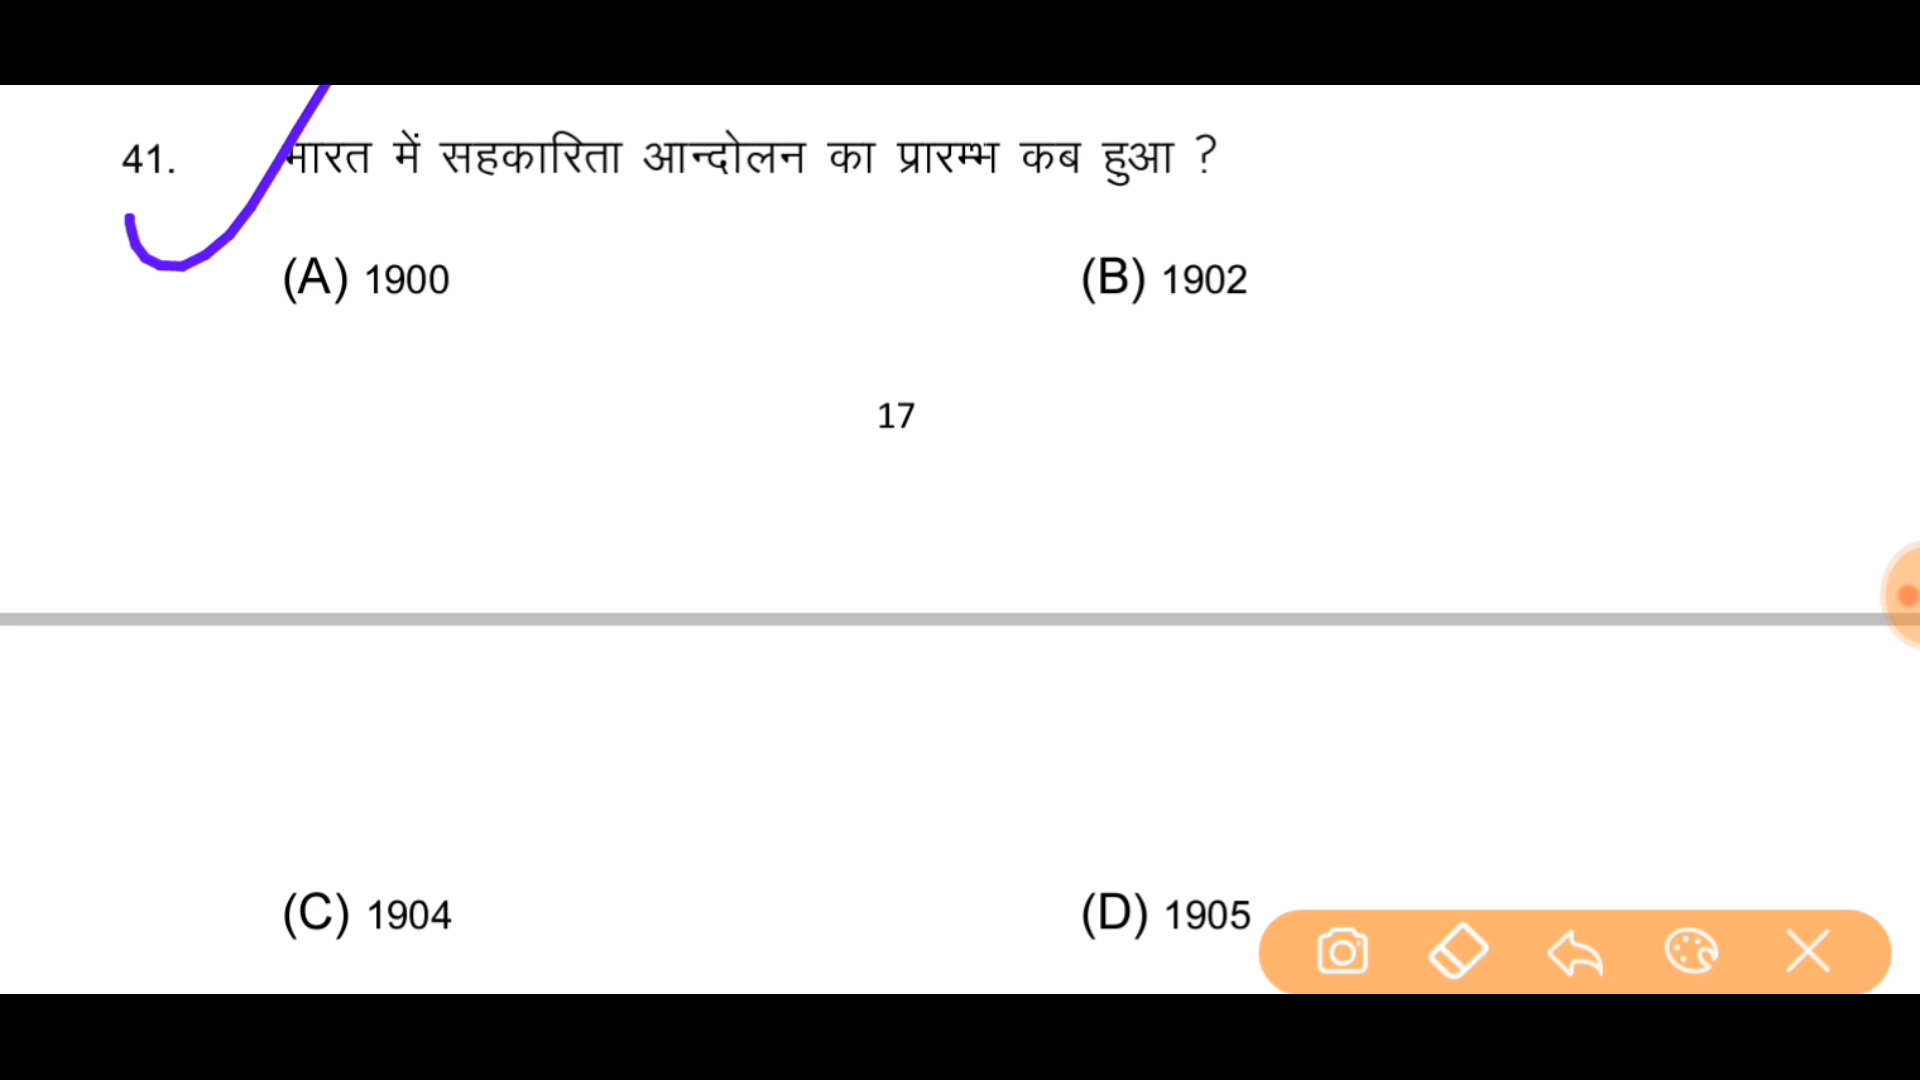 41. भारत में सहकारिता आन्दोलन का प्रारम्भ कब हुआ ?
(A) 1900 (B) 1902
17
(C) 1904 (D) 1905